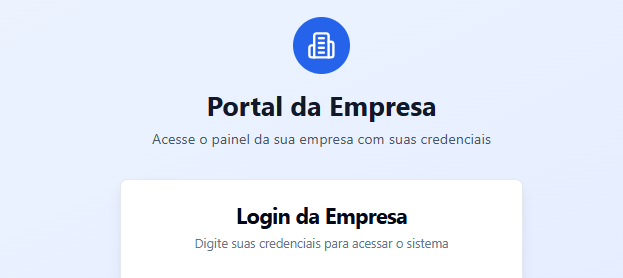 Portal da Empresa
Acesse o painel da sua empresa com suas credenciais
Login da Empresa
Digite suas credenciais para acessar o sistema